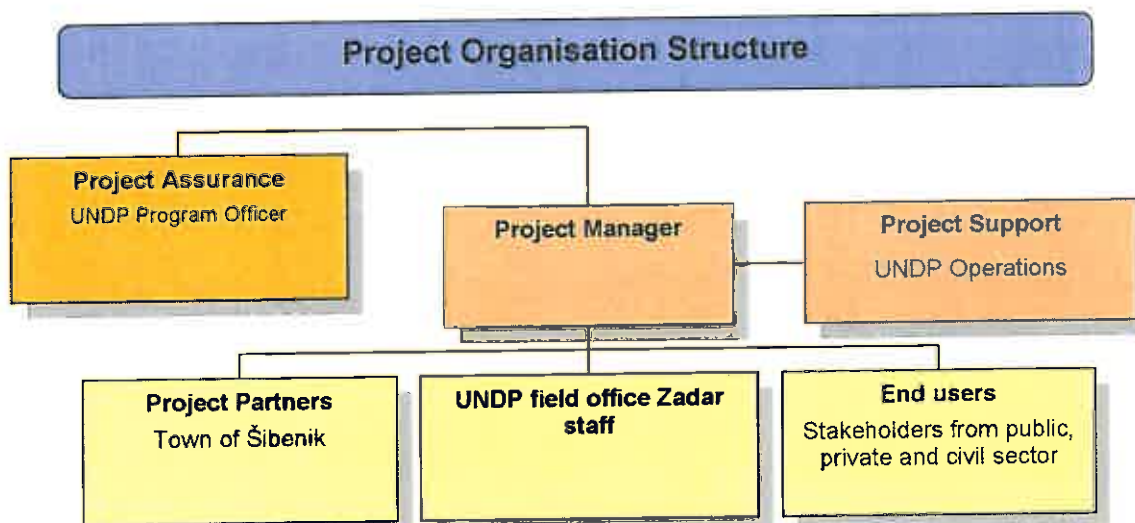 Project Organisation Structure
Project Assurance
UNDP Program Officer
Project Manager
Project Support
UNDP Operations
Project Partners
Town of Šibenik
UNDP field office Zadar
staff
End users
Stakeholders from public,
private and civil sector